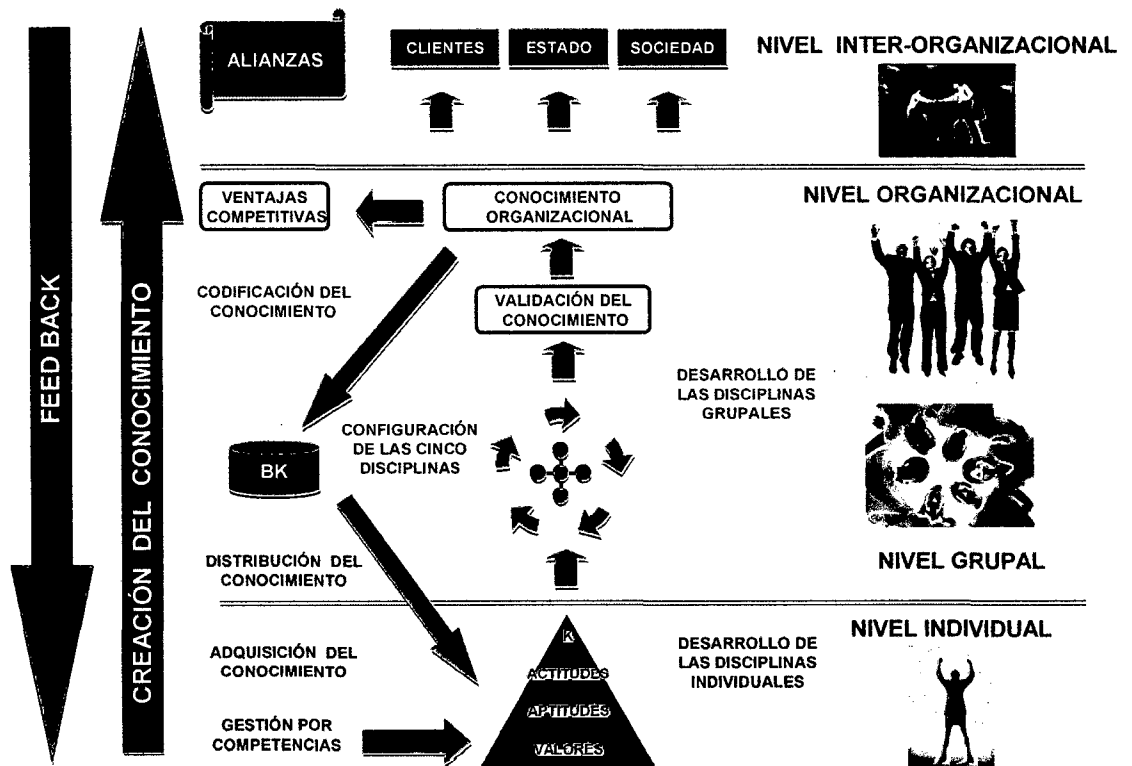 ALIANZAS
CLIENTES
ESTADO
SOCIEDAD
NIVEL INTER-ORGANIZACIONAL
FEED BACK
CREACIÓN DEL CONOCIMIENTO
VENTAJAS
COMPETITIVAS
CONOCIMIENTO
ORGANIZACIONAL
NIVEL ORGANIZACIONAL
CODIFICACIÓN DEL
CONOCIMIENTO
VALIDACIÓN DEL
CONOCIMIENTO
DESARROLLO DE
LAS DISCIPLINAS
GRUPALES
CONFIGURACIÓN
DE LAS CINCO
DISCIPLINAS
BK
DISTRIBUCIÓN DEL
CONOCIMIENTO
NIVEL GRUPAL
ADQUISICIÓN DEL
CONOCIMIENTO
K
ACTITUDES
APTITUDES
VALORES
DESARROLLO DE
LAS DISCIPLINAS
INDIVIDUALES
NIVEL INDIVIDUAL
GESTIÓN POR
COMPETENCIAS